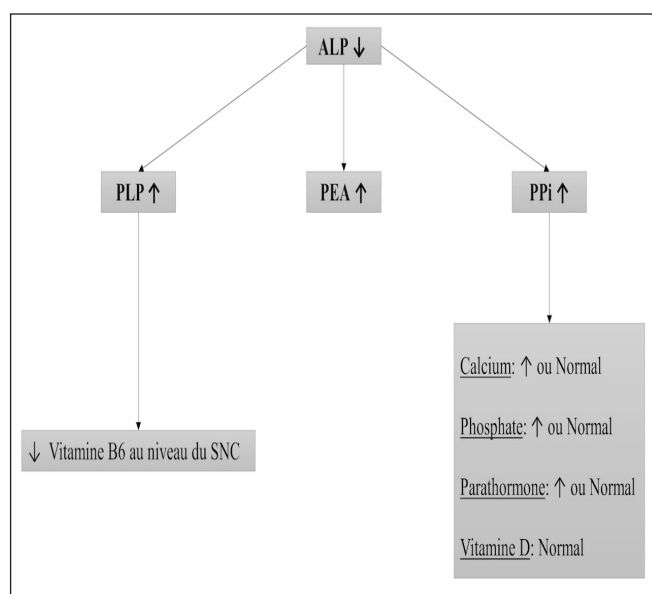 ALP ↓
PLP ↑
PEA ↑
PPi ↑
Calcium: ↑ ou Normal
Phosphate: ↑ ou Normal
Parathormone: ↑ ou Normal
Vitamine D: Normal
↓ Vitamine B6 au niveau du SNC